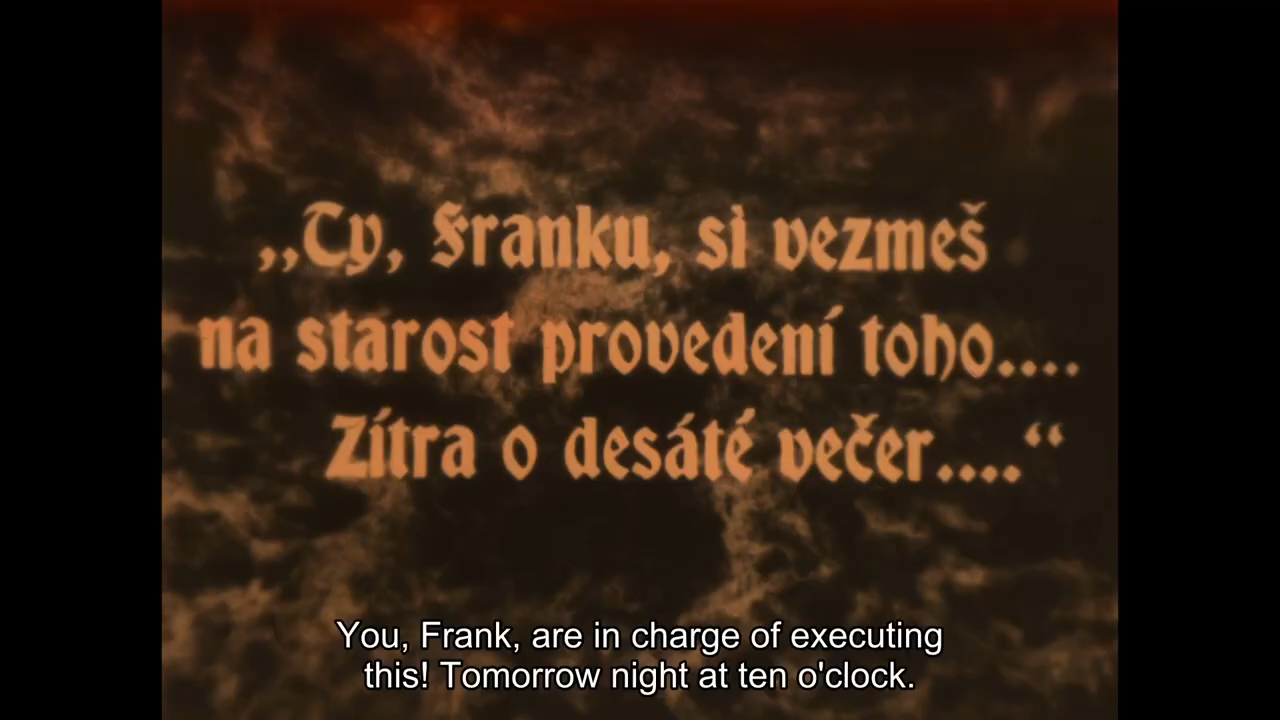 „Ty, Franku, si vezmeš
na starost provedení toho....
Zítra o desáté večer....“
You, Frank, are in charge of executing
this! Tomorrow night at ten o'clock.